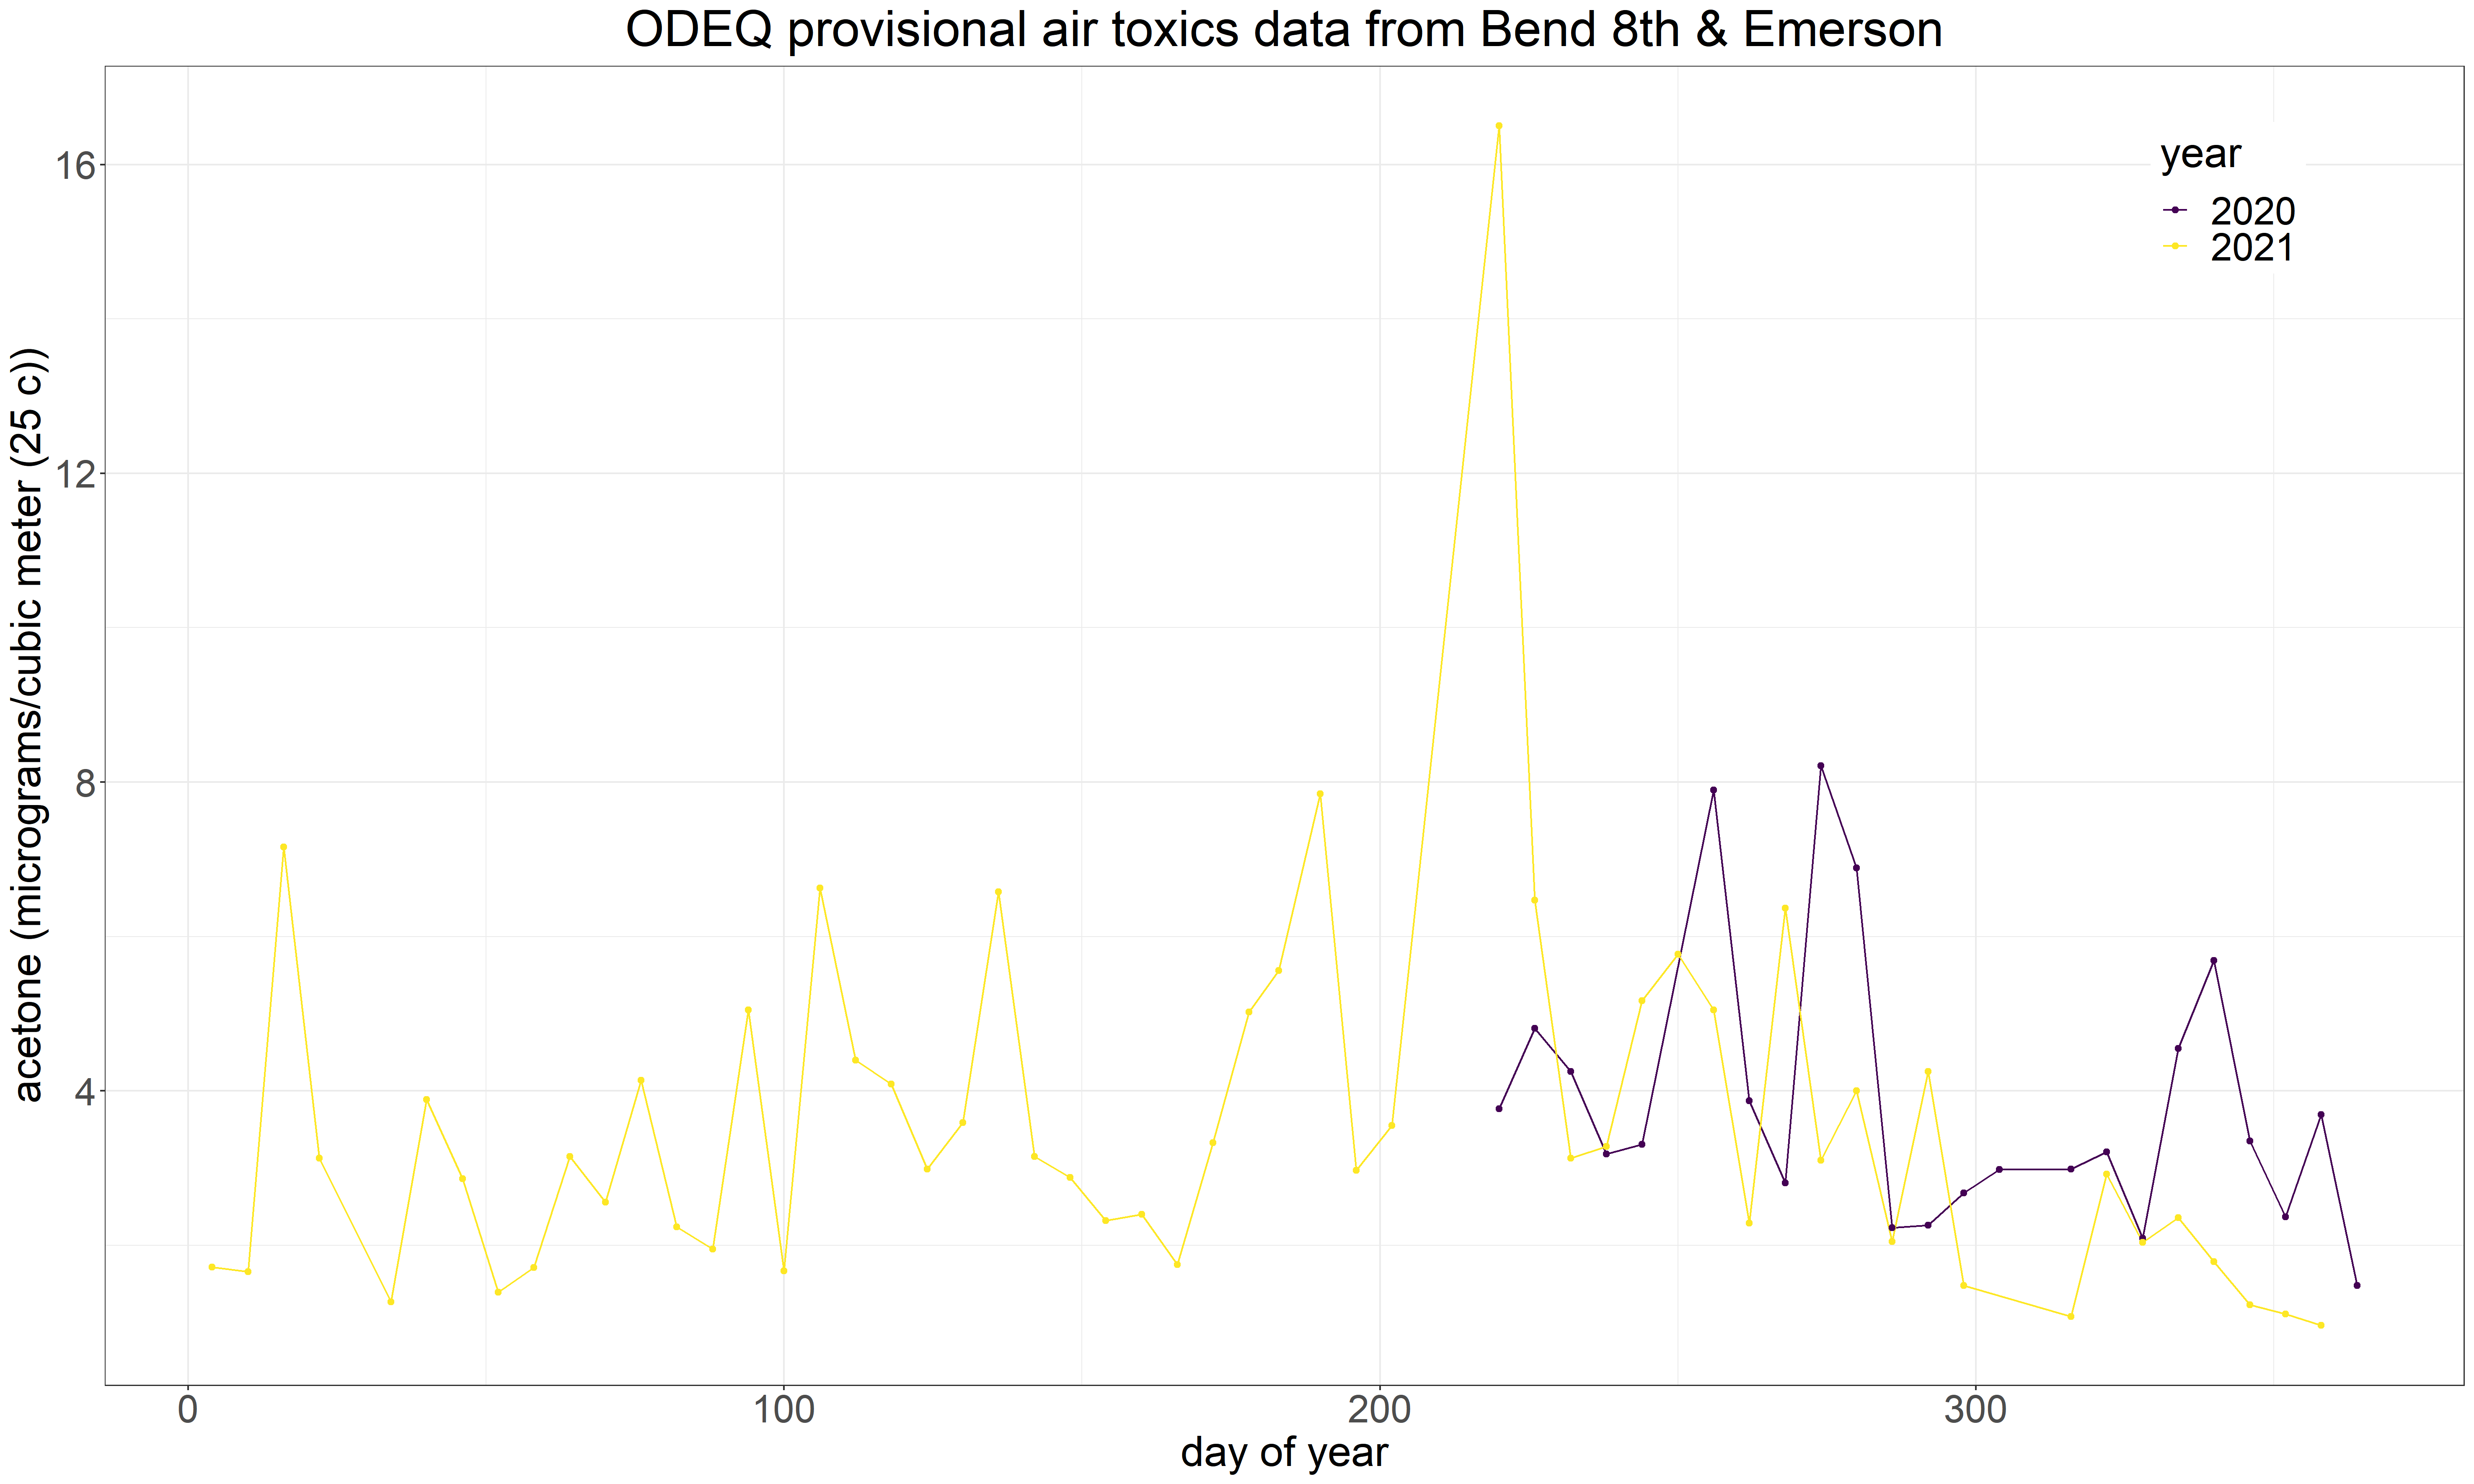 ODEQ provisional air toxics data from Bend 8th & Emerson
acetone (micrograms/cubic meter (25 c))
16
12
8
4
year
2020
2021
0 100 200 300
day of year